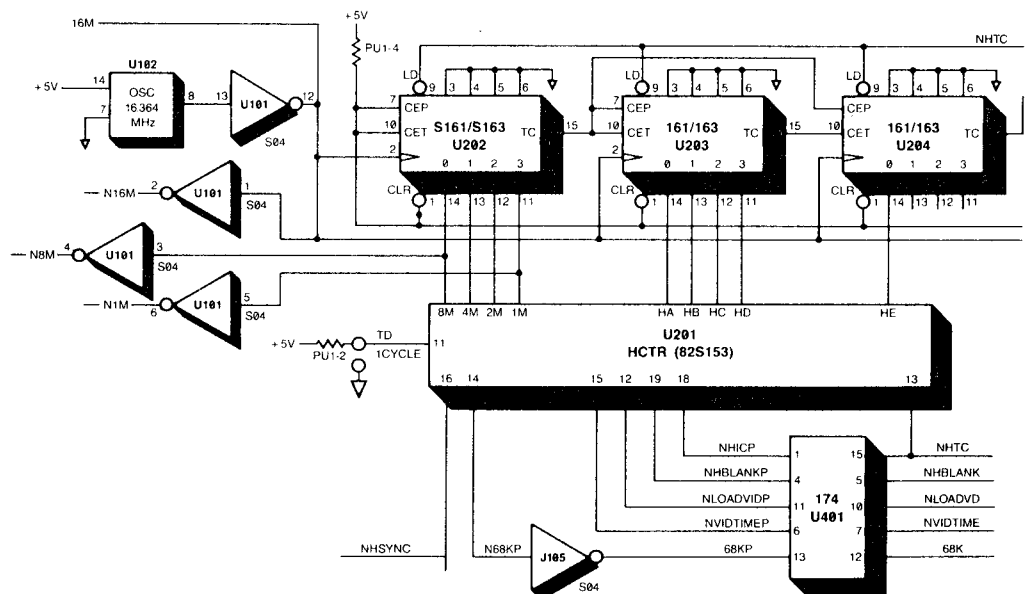 16M
+5V
PU1-4
NHTC
U102
+5V
14
7
OSC
16.364
MHz
8
13
U101
12
S04
LD
9
3
4
5
6
7
CEP
10
CET
2
S161/S163
U202
TC
15
0
1
2
3
CLR
1
14
13
12
11
LD
9
3
4
5
6
7
CEP
10
CET
2
161/163
U203
TC
15
0
1
2
3
CLR
1
14
13
12
11
LD
9
3
4
5
6
7
CEP
10
CET
2
161/163
U204
TC
0
1
2
3
CLR
1
14
13
12
11
N16M
2
U101
1
S04
N8M
4
U101
3
S04
N1M
6
U101
5
S04
8M
4M
2M
1M
HA
HB
HC
HD
HE
+5V
PU1-2
TD
1CYCLE
11
U201
HCTR (82S153)
16
14
15
12
19
18
13
NHICP
1
15
NHTC
NHBLANKP
4
5
NHBLANK
NLOADVIDP
11
174
U401
10
NLOADVD
NVIDTIMEP
6
7
NVIDTIME
NHSYNC
N68KP
J105
S04
68KP
13
12
68K